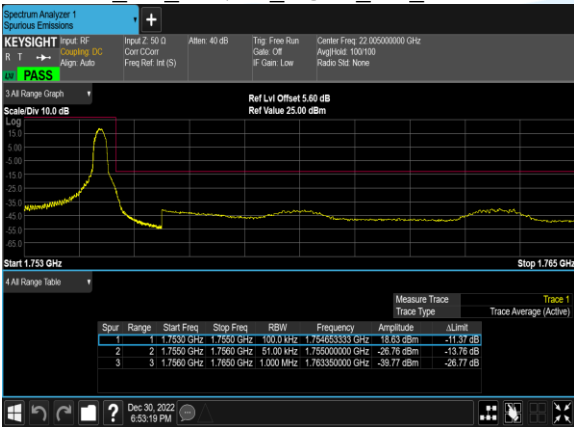 Spectrum Analyzer 1
Spurious Emissions
+
KEYSIGHT Input: RF Input Z: 50 Ω Atten: 40 dB Trig: Free Run Center Freq: 22.005000000 GHz
R T Coupling: DC Corr CCorr Gate: Off Avg|Hold: 100/100
Align: Auto Freq Ref: Int (S) IF Gain: Low Radio Std: None
PASS
3 All Range Graph
Ref Lvl Offset 5.60 dB
Scale/Div 10.0 dB Ref Value 25.00 dBm
Log
15.0
5.00
-5.00
-15.0
-25.0
-35.0
-45.0
-55.0
-65.0
Start 1.753 GHz Stop 1.765 GHz
4 All Range Table
Measure Trace Trace 1
Trace Type Trace Average (Active)
Spur Range Start Freq Stop Freq RBW Frequency Amplitude ΔLimit
1 1 1.7530 GHz 1.7550 GHz 100.0 kHz 1.754653333 GHz 18.63 dBm -11.37 dB
2 2 1.7550 GHz 1.7560 GHz 51.00 kHz 1.755000000 GHz -26.76 dBm -13.76 dB
3 3 1.7560 GHz 1.7650 GHz 1.000 MHz 1.763350000 GHz -39.77 dBm -26.77 dB
? Dec 30, 2022
6:53:19 PM